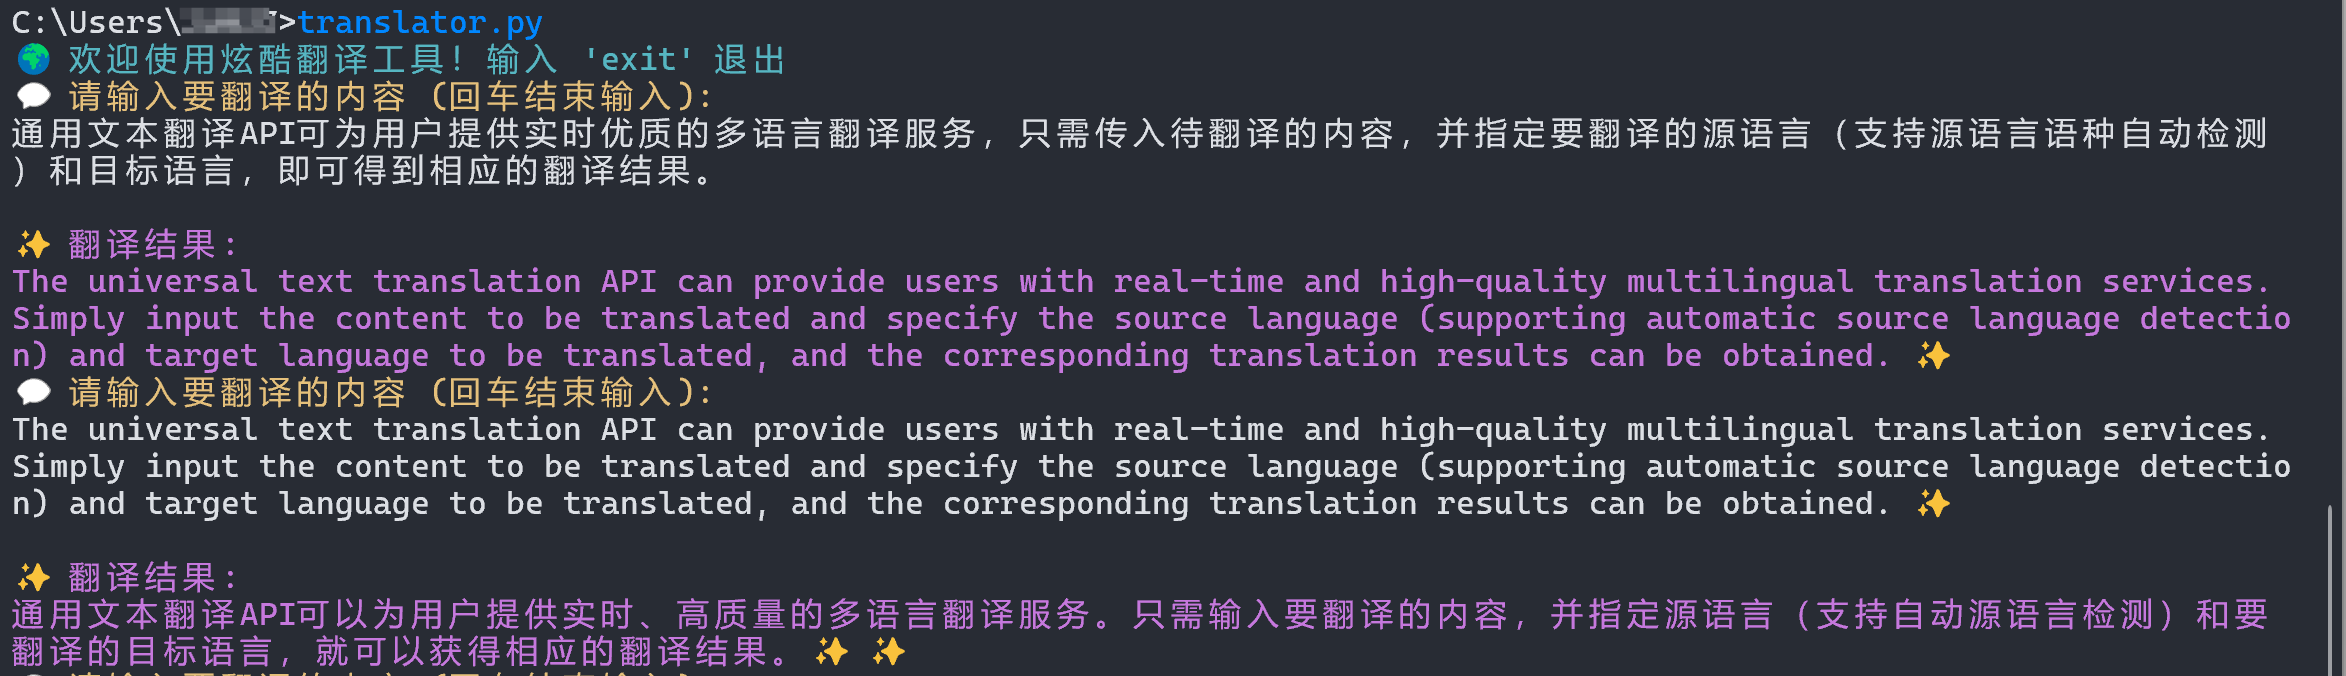 C:\Users\ >translator.py
🌍 欢迎使用炫酷翻译工具！输入 'exit' 退出
💬 请输入要翻译的内容 (回车结束输入):
通用文本翻译API可为用户提供实时优质的多语言翻译服务，只需传入待翻译的内容，并指定要翻译的源语言（支持源语言语种自动检测
）和目标语言，即可得到相应的翻译结果。
✨ 翻译结果:
The universal text translation API can provide users with real-time and high-quality multilingual translation services.
Simply input the content to be translated and specify the source language (supporting automatic source language detectio
n) and target language to be translated, and the corresponding translation results can be obtained. ✨
💬 请输入要翻译的内容 (回车结束输入):
The universal text translation API can provide users with real-time and high-quality multilingual translation services.
Simply input the content to be translated and specify the source language (supporting automatic source language detectio
n) and target language to be translated, and the corresponding translation results can be obtained. ✨
✨ 翻译结果:
通用文本翻译API可以为用户提供实时、高质量的多语言翻译服务。只需输入要翻译的内容，并指定源语言（支持自动源语言检测）和要
翻译的目标语言，就可以获得相应的翻译结果。✨ ✨